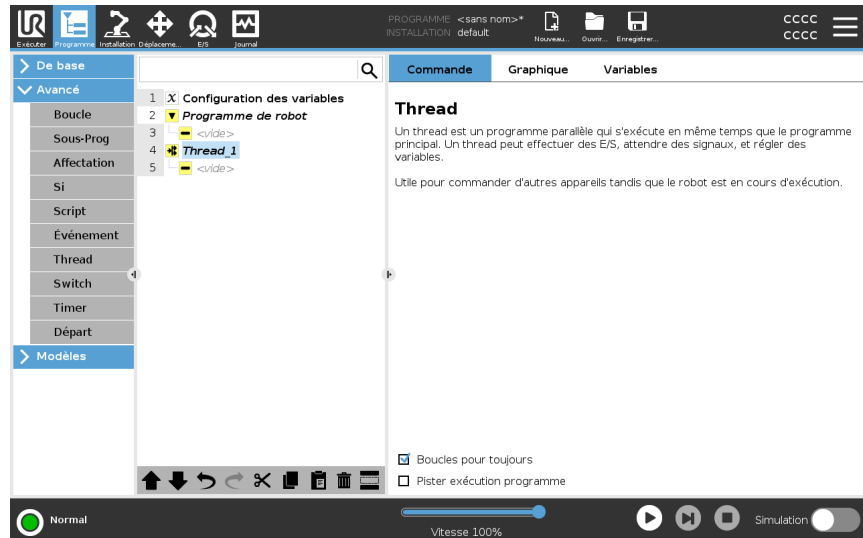 UR
PROGRAMME <sans nom>*
INSTALLATION default
CCCC
CCCC
Exécuter
Programme
Installation
Déplaceme...
E/S
Journal
Nouveau...
Ouvrir...
Enregistrer...
De base
Avancé
Boucle
Sous-Prog
Affectation
Si
Script
Événement
Thread
Switch
Timer
Départ
Modèles
1 X Configuration des variables
2 Programme de robot
3 <vide>
4 Thread_1
5 <vide>
Commande Graphique Variables
Thread
Un thread est un programme parallèle qui s'exécute en même temps que le programme
principal. Un thread peut effectuer des E/S, attendre des signaux, et régler des
variables.
Utile pour commander d'autres appareils tandis que le robot est en cours d'exécution.
Boucles pour toujours
Pister exécution programme
Normal
Vitesse 100%
Simulation